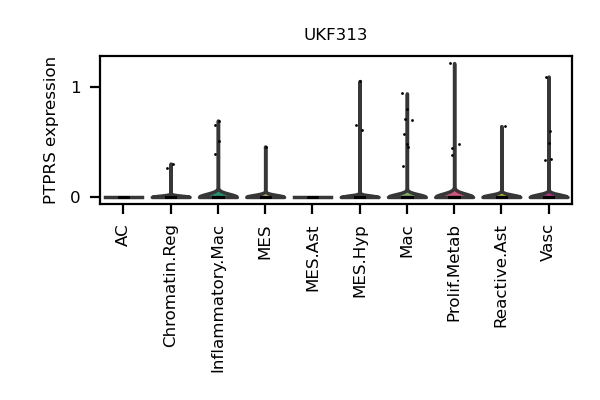 UKF313
PTPRS expression
1
0
AC
Chromatin.Reg
Inflammatory.Mac
MES
MES.Ast
MES.Hyp
Mac
Prolif.Metab
Reactive.Ast
Vasc